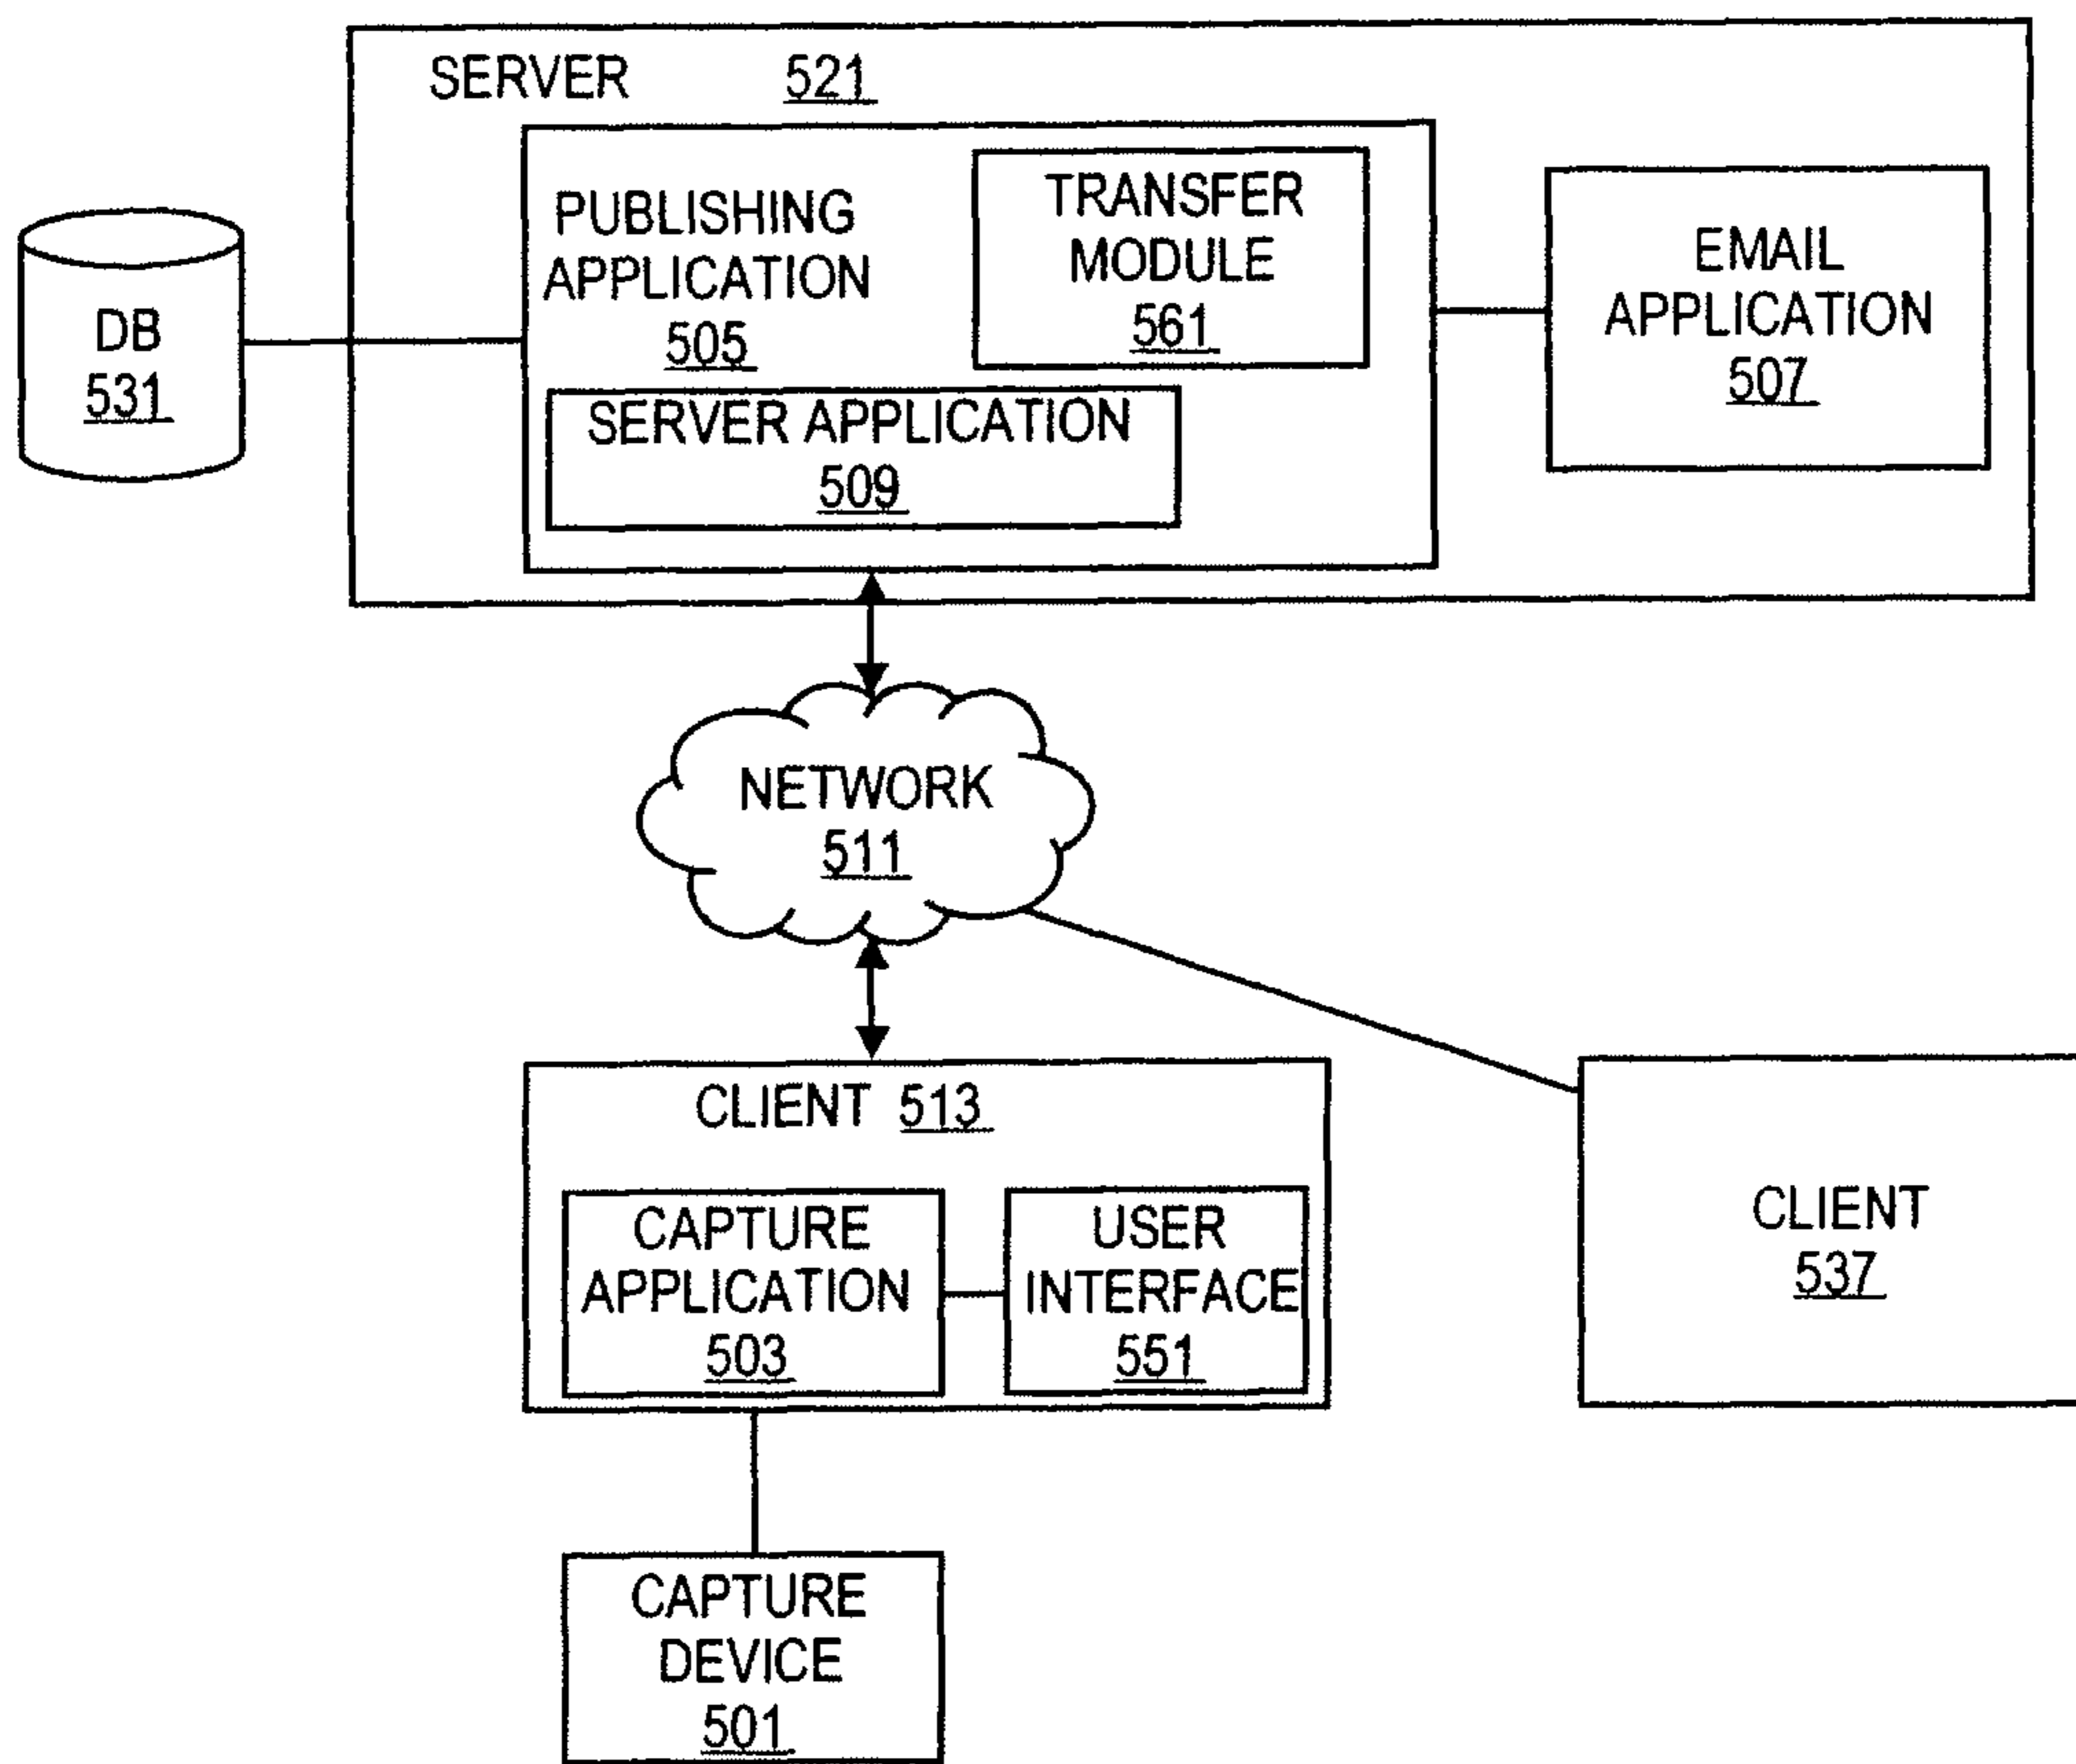 SERVER 521
PUBLISHING
APPLICATION
505
TRANSFER
MODULE
561
SERVER APPLICATION
509
EMAIL
APPLICATION
507
DB
531
NETWORK
511
CLIENT 513
CAPTURE
APPLICATION
503
USER
INTERFACE
551
CLIENT
537
CAPTURE
DEVICE
501